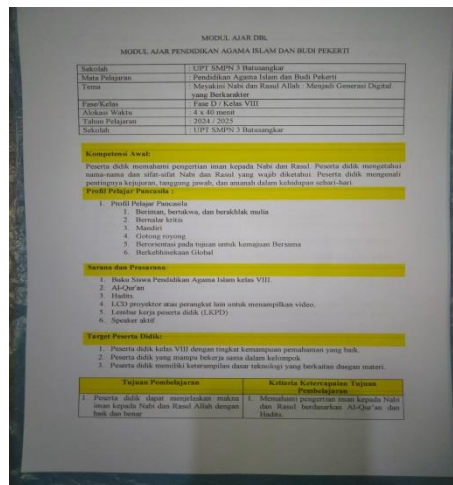 MODUL AJAR DBL
MODUL AJAR PENDIDIKAN AGAMA ISLAM DAN BUDI PEKERTI
Sekolah : UPT SMPN 3 Batusangkar
Mata Pelajaran : Pendidikan Agama Islam dan Budi Pekerti
Tema : Meyakini Nabi dan Rasul Allah : Menjadi Generasi Digital
yang Berkarakter
Fase/Kelas : Fase D / Kelas VIII
Alokasi Waktu : 4 x 40 menit
Tahun Pelajaran : 2024 / 2025
Sekolah : UPT SMPN 3 Batusangkar
Kompetensi Awal:
Peserta didik memahami pengertian iman kepada Nabi dan Rasul. Peserta didik mengetahui
nama-nama dan sifat-sifat Nabi dan Rasul yang wajib diketahui. Peserta didik mengenali
pentingnya kejujuran, tanggung jawab, dan amanah dalam kehidupan sehari-hari.
Profil Pelajar Pancasila :
1. Profil Pelajar Pancasila
1. Beriman, bertakwa, dan berakhlak mulia
2. Bernalar kritis
3. Mandiri
4. Gotong royong
5. Berorientasi pada tujuan untuk kemajuan Bersama
6. Berkebhinekaan Global
Sarana dan Prasarana:
1. Buku Siswa Pendidikan Agama Islam kelas VIII
2. Al-Qur'an
3. Hadits
4. LCD proyektor atau perangkat lain untuk menampilkan video.
5. Lembar kerja peserta didik (LKPD)
6. Speaker aktif
Target Peserta Didik:
1. Peserta didik kelas VIII dengan tingkat kemampuan pemahaman yang baik.
2. Peserta didik yang mampu bekerja sama dalam kelompok.
3. Peserta didik memiliki keterampilan dasar teknologi yang berkaitan dengan materi.
Tujuan Pembelajaran
Kriteria Ketercapaian Tujuan
Pembelajaran
1. Peserta didik dapat menjelaskan makna
iman kepada Nabi dan Rasul Allah dengan
baik dan benar
1. Memahami pengertian iman kepada Nabi
dan Rasul berdasarkan Al-Qur'an dan
Hadits.